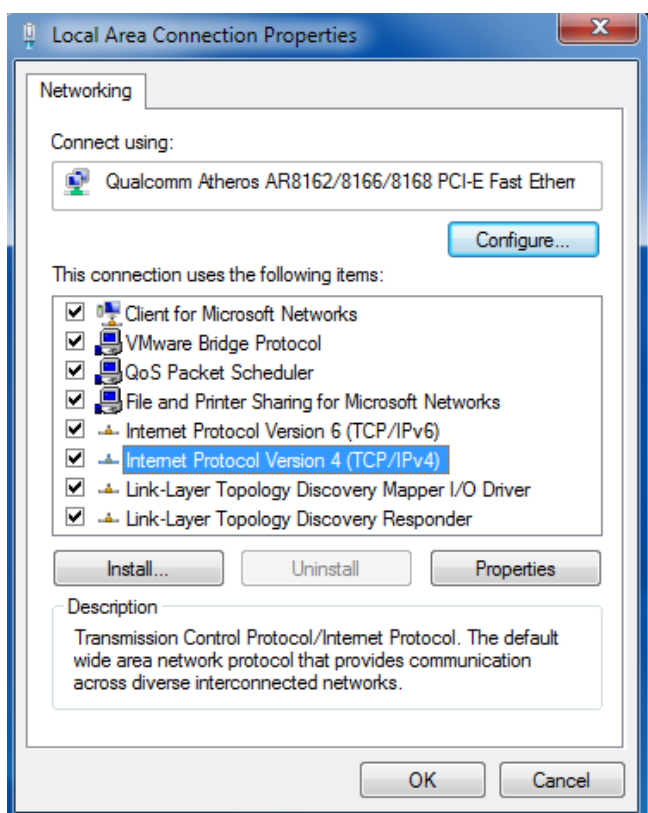 Local Area Connection Properties
Networking
Connect using:
Qualcomm Atheros AR8162/8166/8168 PCI-E Fast Ethern
Configure...
This connection uses the following items:
Client for Microsoft Networks
VMware Bridge Protocol
QoS Packet Scheduler
File and Printer Sharing for Microsoft Networks
Internet Protocol Version 6 (TCP/IPv6)
Internet Protocol Version 4 (TCP/IPv4)
Link-Layer Topology Discovery Mapper I/O Driver
Link-Layer Topology Discovery Responder
Install... Uninstall Properties
Description
Transmission Control Protocol/Internet Protocol. The default
wide area network protocol that provides communication
across diverse interconnected networks.
OK Cancel